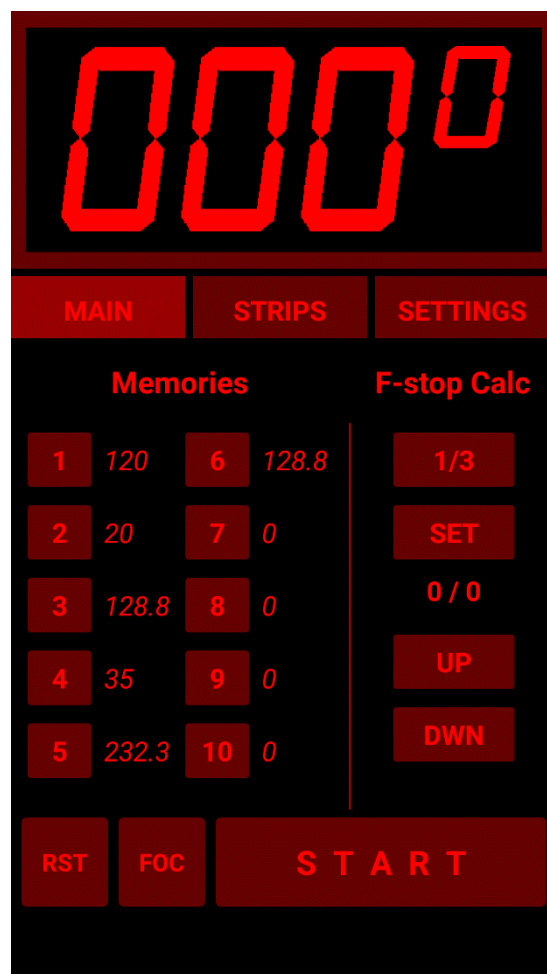 000⁰
MAIN STRIPS SETTINGS
Memories F-stop Calc
1 120 6 128.8 1/3
2 20 7 0 SET
3 128.8 8 0 0 / 0
4 35 9 0 UP
5 232.3 10 0 DWN
RST FOC START